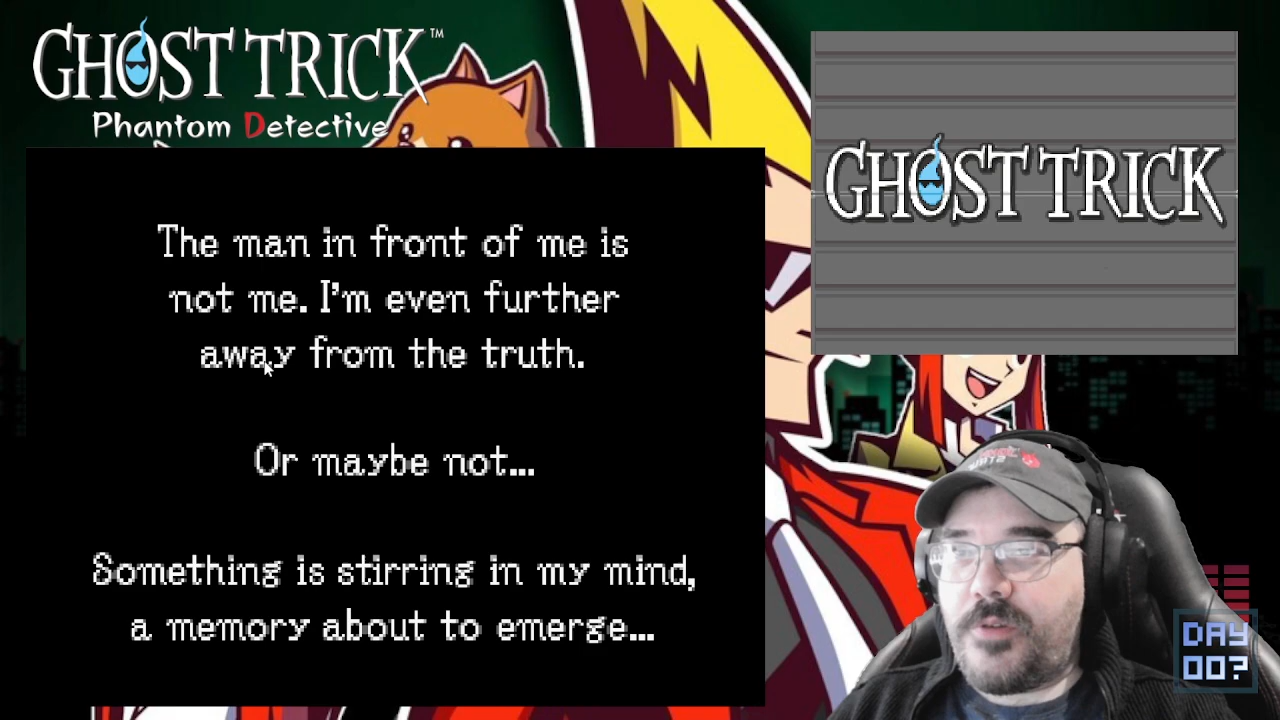 GHOST TRICK™
Phantom Detective
GHOST TRICK
The man in front of me is
not me. I'm even further
away from the truth.
Or maybe not...
Something is stirring in my mind,
a memory about to emerge...
DAY
00?